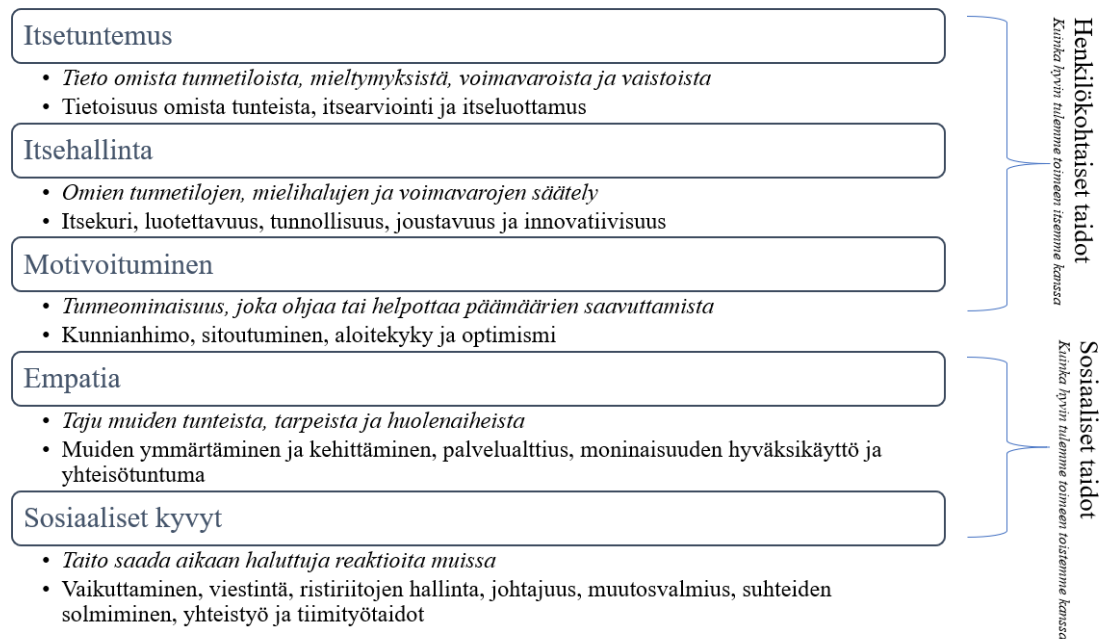 Itsetuntemus
• Tieto omista tunnetiloista, mieltymyksistä, voimavaroista ja vaistoista
• Tietoisuus omista tunteista, itsearviointi ja itseluottamus
Itsehallinta
• Omien tunnetilojen, mielihalujen ja voimavarojen säätely
• Itsekuri, luotettavuus, tunnollisuus, joustavuus ja innovatiivisuus
Motivoituminen
• Tunneominaisuus, joka ohjaa tai helpottaa päämäärien saavuttamista
• Kunnianhimo, sitoutuminen, aloitekyky ja optimismi
Empatia
• Taju muiden tunteista, tarpeista ja huolenaiheista
• Muiden ymmärtäminen ja kehittäminen, palvelualttius, moninaisuuden hyväksikäyttö ja
yhteisötuntuma
Sosiaaliset kyvyt
• Taito saada aikaan haluttuja reaktioita muissa
• Vaikuttaminen, viestintä, ristiriitojen hallinta, johtajuus, muutosvalmius, suhteiden
solmiminen, yhteistyö ja tiimityötaidot
Henkilökohtaiset taidot
Kuinka hyvin tulemme toimeen itsemme kanssa
Sosiaaliset taidot
Kuinka hyvin tulemme toimeen toistemme kanssa